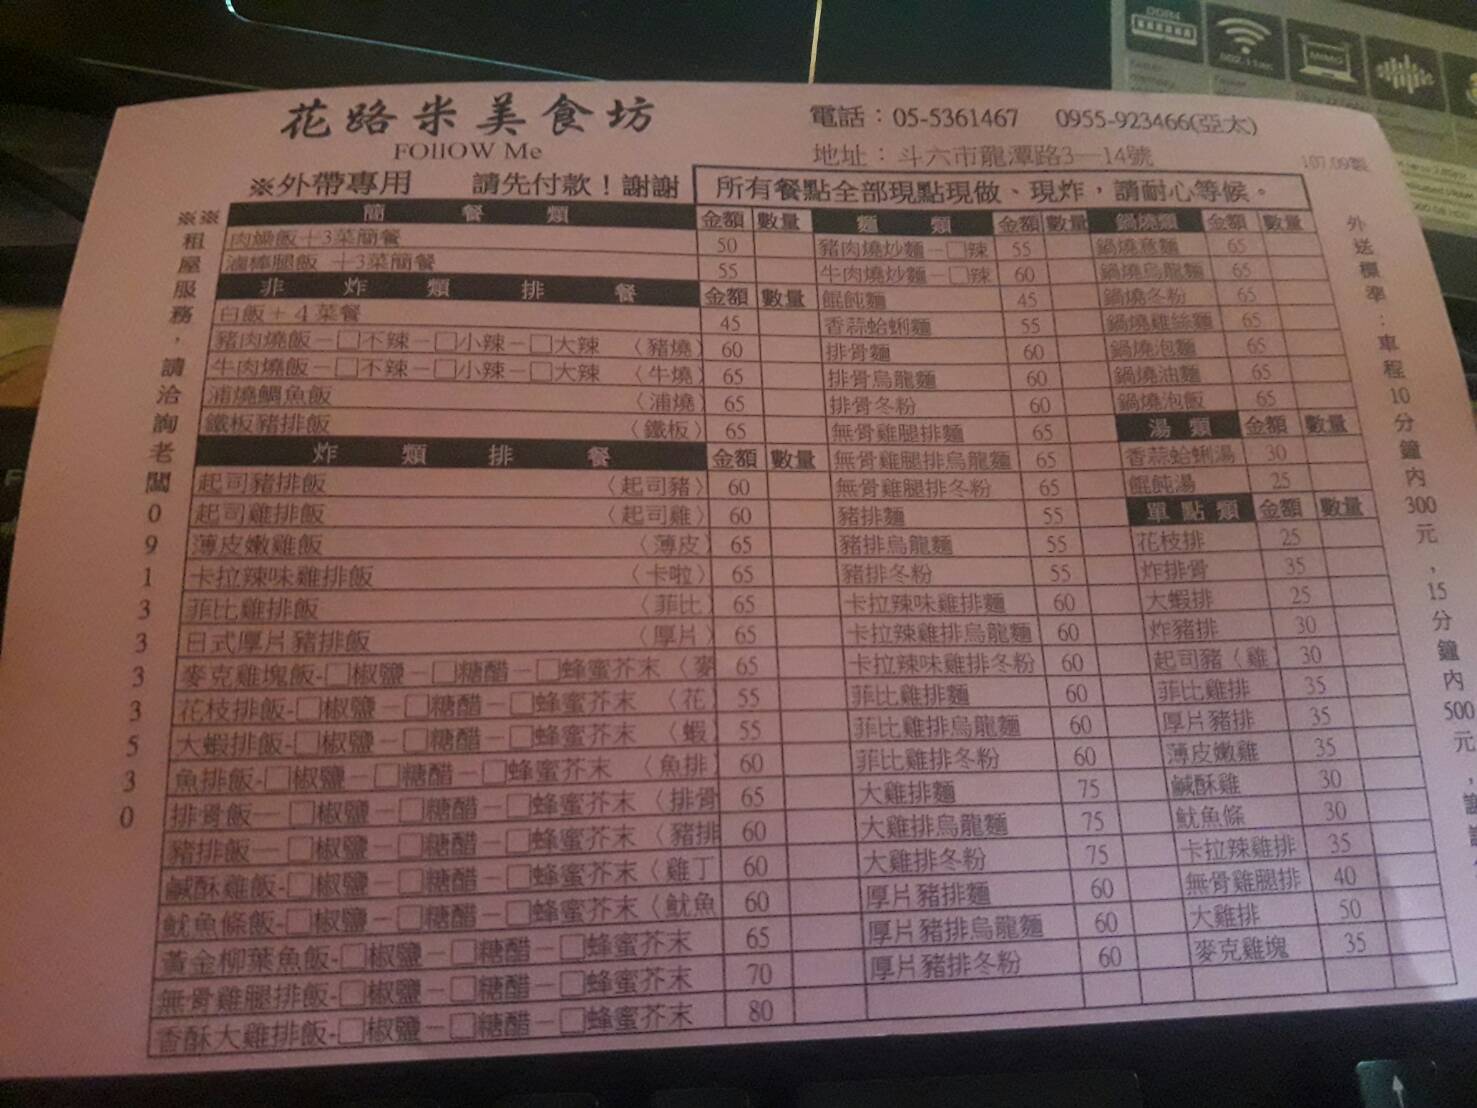 花路米美食坊
FOllOW Me
電話：05-5361467 0955-923466(亞太)
地址：斗六市龍潭路3—14號
107.09製
※外帶專用 請先付款！謝謝
所有餐點全部現點現做、現炸，請耐心等候。
※※租屋服務，請洽詢老闆091333530
簡餐類 金額 數量
肉燥飯＋3菜簡餐 50
滷棒腿飯 ＋3菜簡餐 55
非炸類排餐 金額 數量
白飯＋４菜餐 45
豬肉燒飯－□不辣－□小辣－□大辣 （豬燒） 60
牛肉燒飯－□不辣－□小辣－□大辣 （牛燒） 65
浦燒鯛魚飯 （浦燒） 65
鐵板豬排飯 （鐵板） 65
炸類排餐 金額 數量
起司豬排飯 （起司豬） 60
起司雞排飯 （起司雞） 60
薄皮嫩雞飯 （薄皮） 65
卡拉辣味雞排飯 （卡啦） 65
菲比雞排飯 （菲比） 65
日式厚片豬排飯 （厚片） 65
麥克雞塊飯-□椒鹽－□糖醋－□蜂蜜芥末（麥 65
花枝排飯-□椒鹽－□糖醋－□蜂蜜芥末 （花 55
大蝦排飯-□椒鹽－□糖醋－□蜂蜜芥末 （蝦 55
魚排飯-□椒鹽－□糖醋－□蜂蜜芥末 （魚排 60
排骨飯—□椒鹽－□糖醋－□蜂蜜芥末（排骨 65
豬排飯—□椒鹽－□糖醋－□蜂蜜芥末（豬排 60
鹹酥雞飯-□椒鹽－□糖醋－□蜂蜜芥末（雞丁 60
魷魚條飯-□椒鹽－□糖醋－□蜂蜜芥末（魷魚 60
黃金柳葉魚飯-□椒鹽－□糖醋－□蜂蜜芥末 65
無骨雞腿排飯-□椒鹽－□糖醋－□蜂蜜芥末 70
香酥大雞排飯-□椒鹽－□糖醋－□蜂蜜芥末 80
麵類 金額 數量
豬肉燒炒麵－□辣 55
牛肉燒炒麵－□辣 60
餛飩麵 45
香蒜蛤蜊麵 55
排骨麵 60
排骨烏龍麵 60
排骨冬粉 60
無骨雞腿排麵 65
無骨雞腿排烏龍麵 65
無骨雞腿排冬粉 65
豬排麵 55
豬排烏龍麵 55
豬排冬粉 55
卡拉辣味雞排麵 60
卡拉辣雞排烏龍麵 60
卡拉辣味雞排冬粉 60
菲比雞排麵 60
菲比雞排烏龍麵 60
菲比雞排冬粉 60
大雞排麵 75
大雞排烏龍麵 75
大雞排冬粉 75
厚片豬排麵 60
厚片豬排烏龍麵 60
厚片豬排冬粉 60
鍋燒類 金額 數量
鍋燒意麵 65
鍋燒烏龍麵 65
鍋燒冬粉 65
鍋燒雞絲麵 65
鍋燒泡麵 65
鍋燒油麵 65
鍋燒泡飯 65
湯類 金額 數量
香蒜蛤蜊湯 30
餛飩湯 25
單點類 金額 數量
花枝排 25
炸排骨 35
大蝦排 25
炸豬排 30
起司豬（雞） 30
菲比雞排 35
厚片豬排 35
薄皮嫩雞 35
鹹酥雞 30
魷魚條 30
卡拉辣雞排 35
無骨雞腿排 40
大雞排 50
麥克雞塊 35
外送標準：車程10分鐘內300元，15分鐘內500元，
DDR4
802.11ac